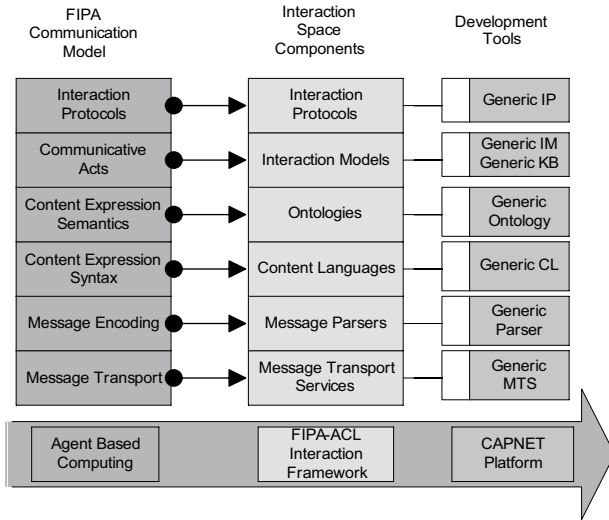 FIPA
Communication
Model
Interaction
Space
Components
Development
Tools
Interaction
Protocols
Interaction
Protocols
Generic IP
Communicative
Acts
Interaction Models
Generic IM
Generic KB
Content Expression
Semantics
Ontologies
Generic
Ontology
Content Expression
Syntax
Content Languages
Generic CL
Message Encoding
Message Parsers
Generic
Parser
Message Transport
Message Transport
Services
Generic
MTS
Agent Based
Computing
FIPA-ACL
Interaction
Framework
CAPNET
Platform